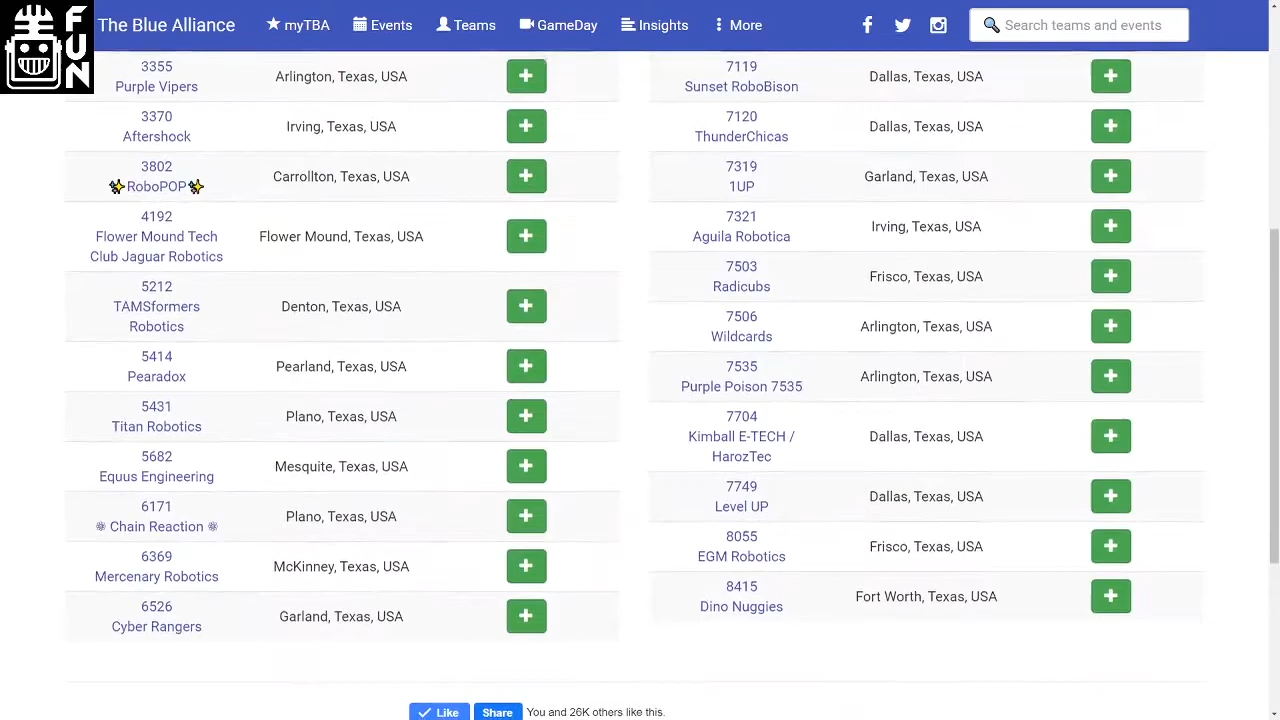 FUN
The Blue Alliance
myTBA
Events
Teams
GameDay
Insights
More
Search teams and events
3355
Purple Vipers
Arlington, Texas, USA
3370
Aftershock
Irving, Texas, USA
3802
✨RoboPOP✨
Carrollton, Texas, USA
4192
Flower Mound Tech
Club Jaguar Robotics
Flower Mound, Texas, USA
5212
TAMSformers
Robotics
Denton, Texas, USA
5414
Pearadox
Pearland, Texas, USA
5431
Titan Robotics
Plano, Texas, USA
5682
Equus Engineering
Mesquite, Texas, USA
6171
⚛ Chain Reaction ⚛
Plano, Texas, USA
6369
Mercenary Robotics
McKinney, Texas, USA
6526
Cyber Rangers
Garland, Texas, USA
7119
Sunset RoboBison
Dallas, Texas, USA
7120
ThunderChicas
Dallas, Texas, USA
7319
1UP
Garland, Texas, USA
7321
Aguila Robotica
Irving, Texas, USA
7503
Radicubs
Frisco, Texas, USA
7506
Wildcards
Arlington, Texas, USA
7535
Purple Poison 7535
Arlington, Texas, USA
7704
Kimball E-TECH /
HarozTec
Dallas, Texas, USA
7749
Level UP
Dallas, Texas, USA
8055
EGM Robotics
Frisco, Texas, USA
8415
Dino Nuggies
Fort Worth, Texas, USA
Like
Share
You and 26K others like this.